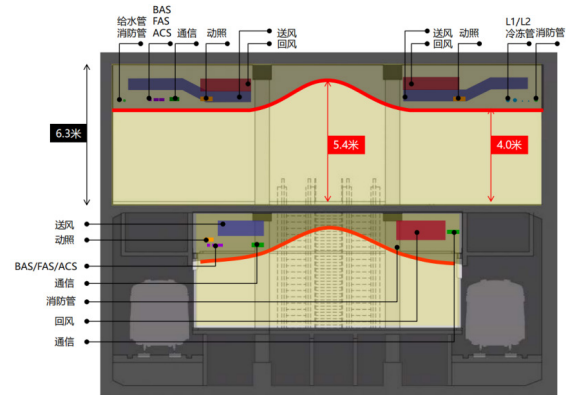 BAS
给水管 FAS
消防管 ACS 通信 动照
送风
回风
送风 动照
回风
L1/L2
冷冻管 消防管
6.3米
5.4米
4.0米
送风
动照
BAS/FAS/ACS
通信
消防管
回风
通信